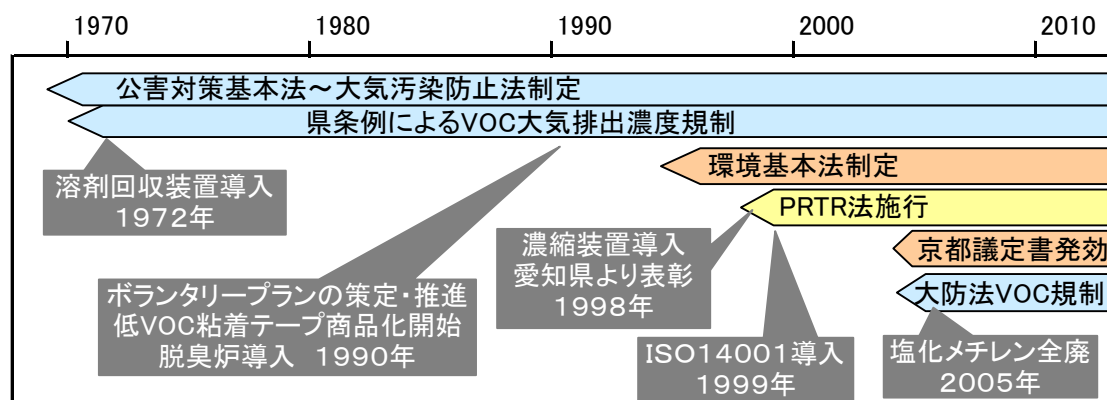 1970
1980
1990
2000
2010
公害対策基本法～大気汚染防止法制定
県条例によるVOC大気排出濃度規制
環境基本法制定
PRTR法施行
京都議定書発効
大防法VOC規制
溶剤回収装置導入
１９７２年
ボランタリープランの策定・推進
低VOC粘着テープ商品化開始
脱臭炉導入　１９９０年
濃縮装置導入
愛知県より表彰
１９９８年
ＩＳＯ１４００１導入
１９９９年
塩化メチレン全廃
２００５年